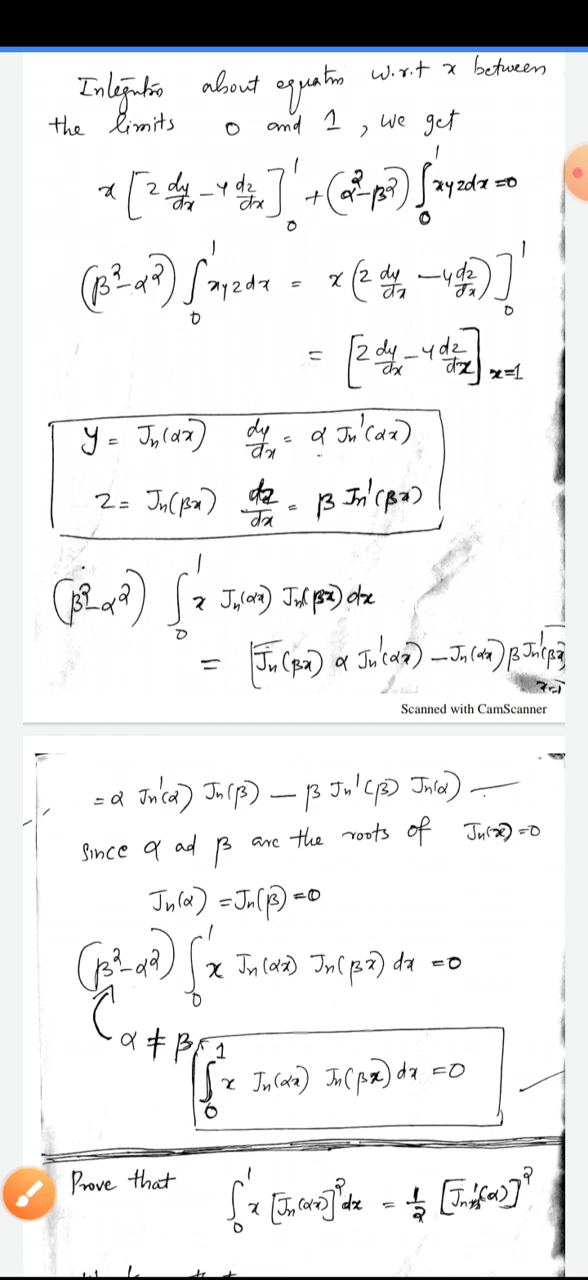 Integratio about equatio w.r.t x between
the limits 0 and 1, we get
x [z dy/dx - y dz/dx]₀¹ + (α² - β²) ∫₀¹ xyz dx = 0
(β² - α²) ∫₀¹ xyz dx = x (z dy/dx - y dz/dx)]₀¹
= [z dy/dx - y dz/dx] x=1
y = Jn(αx) dy/dx = α Jn'(αx)
z = Jn(βx) dz/dx = β Jn'(βx)
(β² - α²) ∫₀¹ x Jn(αx) Jn(βx) dx
= [Jn(βx) α Jn'(αx) - Jn(αx) β Jn'(βx)
x=1
Scanned with CamScanner
= α Jn'(α) Jn(β) - β Jn'(β) Jn(α)
Since α ad β are the roots of Jn(x) = 0
Jn(α) = Jn(β) = 0
(β² - α²) ∫₀¹ x Jn(αx) Jn(βx) dx = 0
α ≠ β
∫₀¹ x Jn(αx) Jn(βx) dx = 0
Prove that ∫₀¹ x [Jn(αx)]² dx = 1/2 [Jn'(α)]²